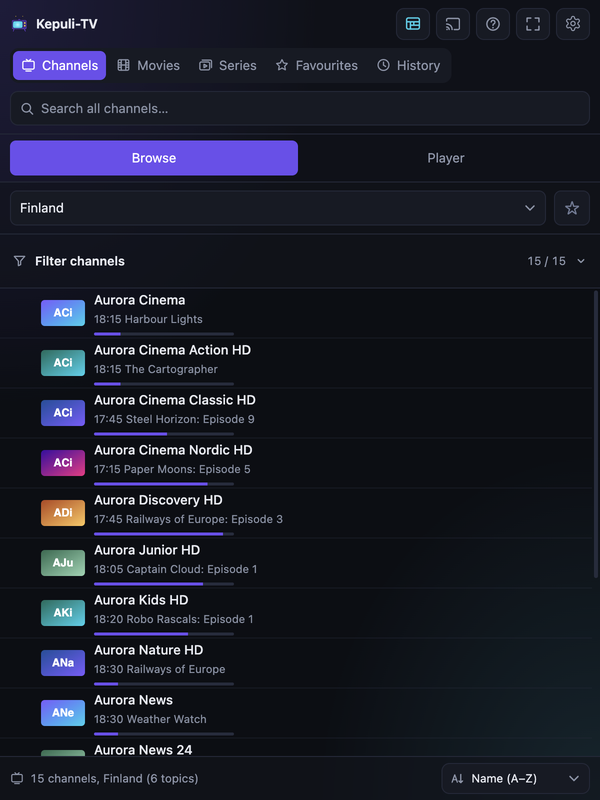 Kepuli-TV
Channels Movies Series Favourites History
Search all channels...
Browse Player
Finland
Filter channels 15 / 15
ACi Aurora Cinema
18:15 Harbour Lights
ACi Aurora Cinema Action HD
18:15 The Cartographer
ACi Aurora Cinema Classic HD
17:45 Steel Horizon: Episode 9
ACi Aurora Cinema Nordic HD
17:15 Paper Moons: Episode 5
ADi Aurora Discovery HD
17:45 Railways of Europe: Episode 3
AJu Aurora Junior HD
18:05 Captain Cloud: Episode 1
AKi Aurora Kids HD
18:20 Robo Rascals: Episode 1
ANa Aurora Nature HD
18:30 Railways of Europe
ANe Aurora News
18:30 Weather Watch
Aurora News 24
15 channels, Finland (6 topics) Name (A–Z)